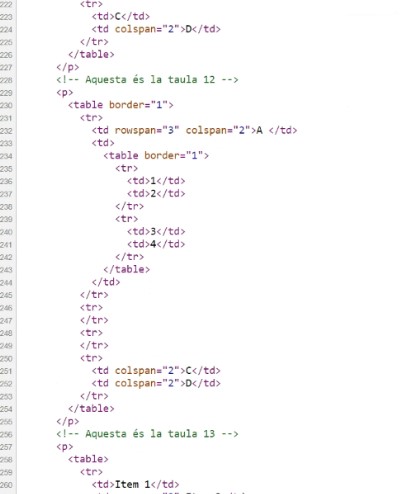 222 <tr>
223 <td>C</td>
224 <td colspan="2">D</td>
225 </tr>
226 </table>
227 </p>
228 <!-- Aquesta és la taula 12 -->
229 <p>
230 <table border="1">
231 <tr>
232 <td rowspan="3" colspan="2">A </td>
233 <td>
234 <table border="1">
235 <tr>
236 <td>1</td>
237 <td>2</td>
238 </tr>
239 <tr>
240 <td>3</td>
241 <td>4</td>
242 </tr>
243 </table>
244 </td>
245 </tr>
246 <tr>
247 </tr>
248 <tr>
249 </tr>
250 <tr>
251 <td colspan="2">C</td>
252 <td colspan="2">D</td>
253 </tr>
254 </table>
255 </p>
256 <!-- Aquesta és la taula 13 -->
257 <p>
258 <table>
259 <tr>
260 <td>Item 1</td>